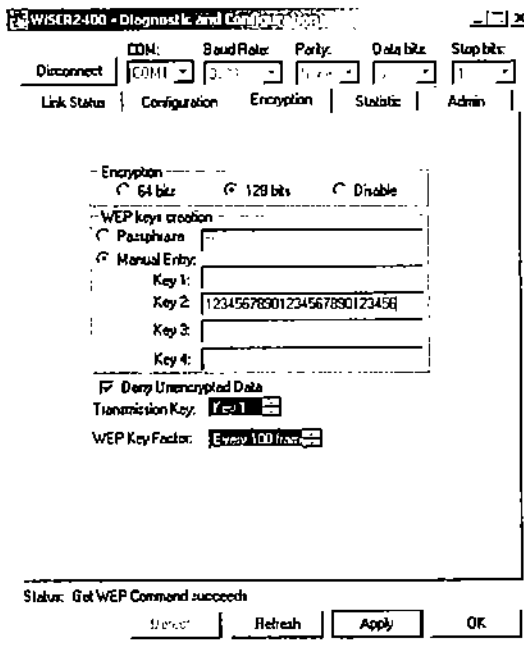 WiSCR2400 - Diagnostic and Configuration
COM: Baud Rate: Parity: Data bits: Stop bits:
Disconnect COM1 1
Link Status Configuration Encryption Statistic Admin
Encryption
64 bits 128 bits Disable
WEP keys creation
Passphrase
Manual Entry:
Key 1:
Key 2: 12345678901234567890123456
Key 3:
Key 4:
Deny Unencrypted Data
Transmission Key: Key 1
WEP Key Factor: Every 100 fram
Status: Get WEP Command succeeds
Refresh Apply OK